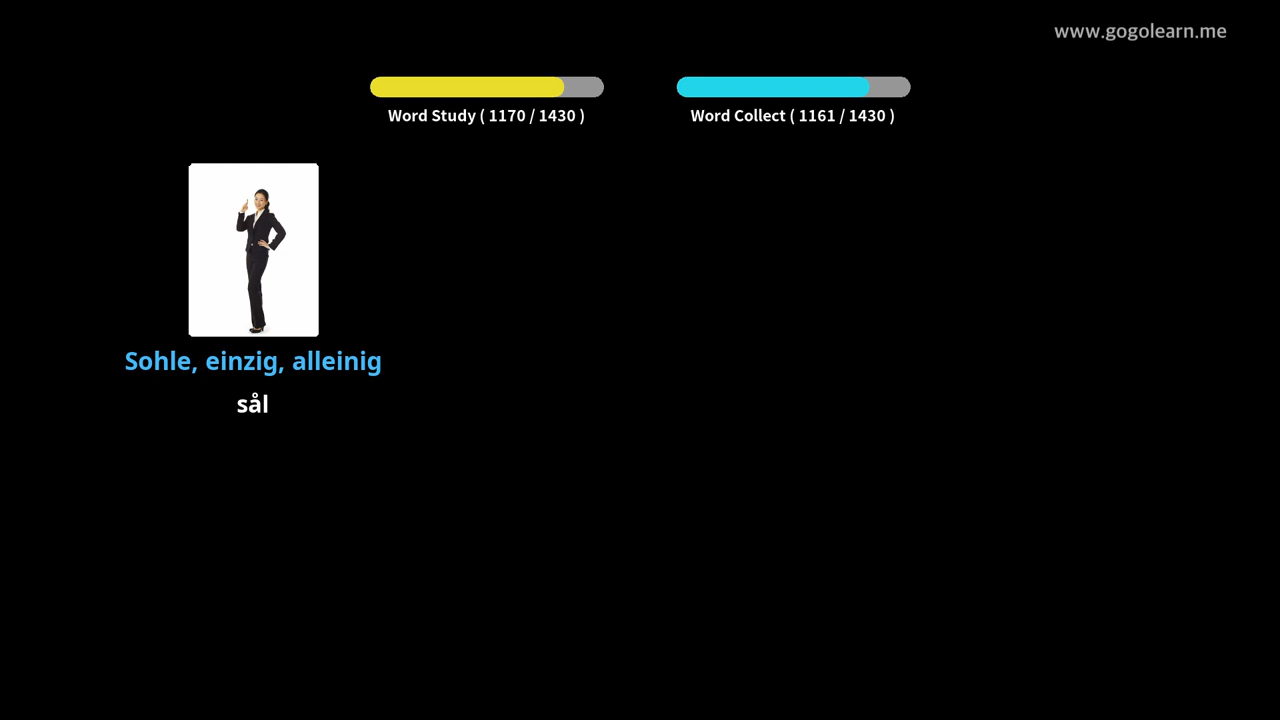 www.gogolearn.me
Word Study ( 1170 / 1430 )
Word Collect ( 1161 / 1430 )
Sohle, einzig, alleinig
sål